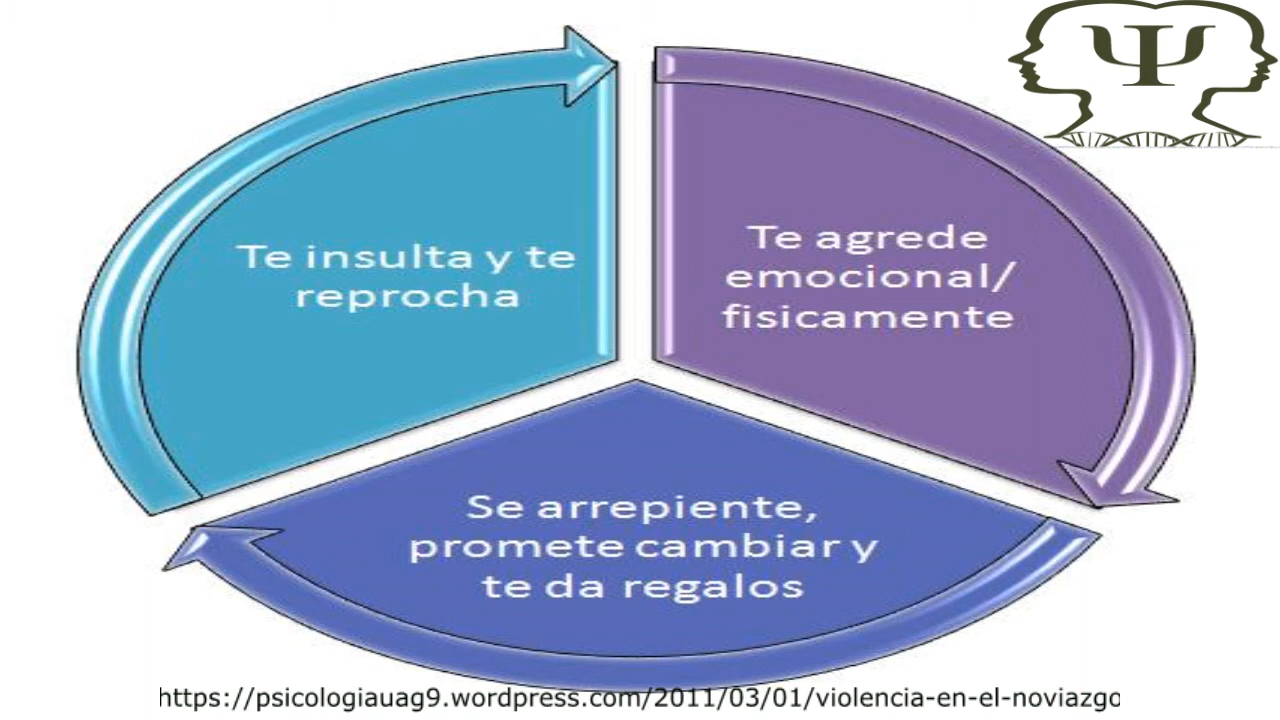 Te insulta y te
reprocha
Te agrede
emocional/
fisicamente
Se arrepiente,
promete cambiar y
te da regalos
Ψ
https://psicologiauag9.wordpress.com/2011/03/01/violencia-en-el-noviazgo